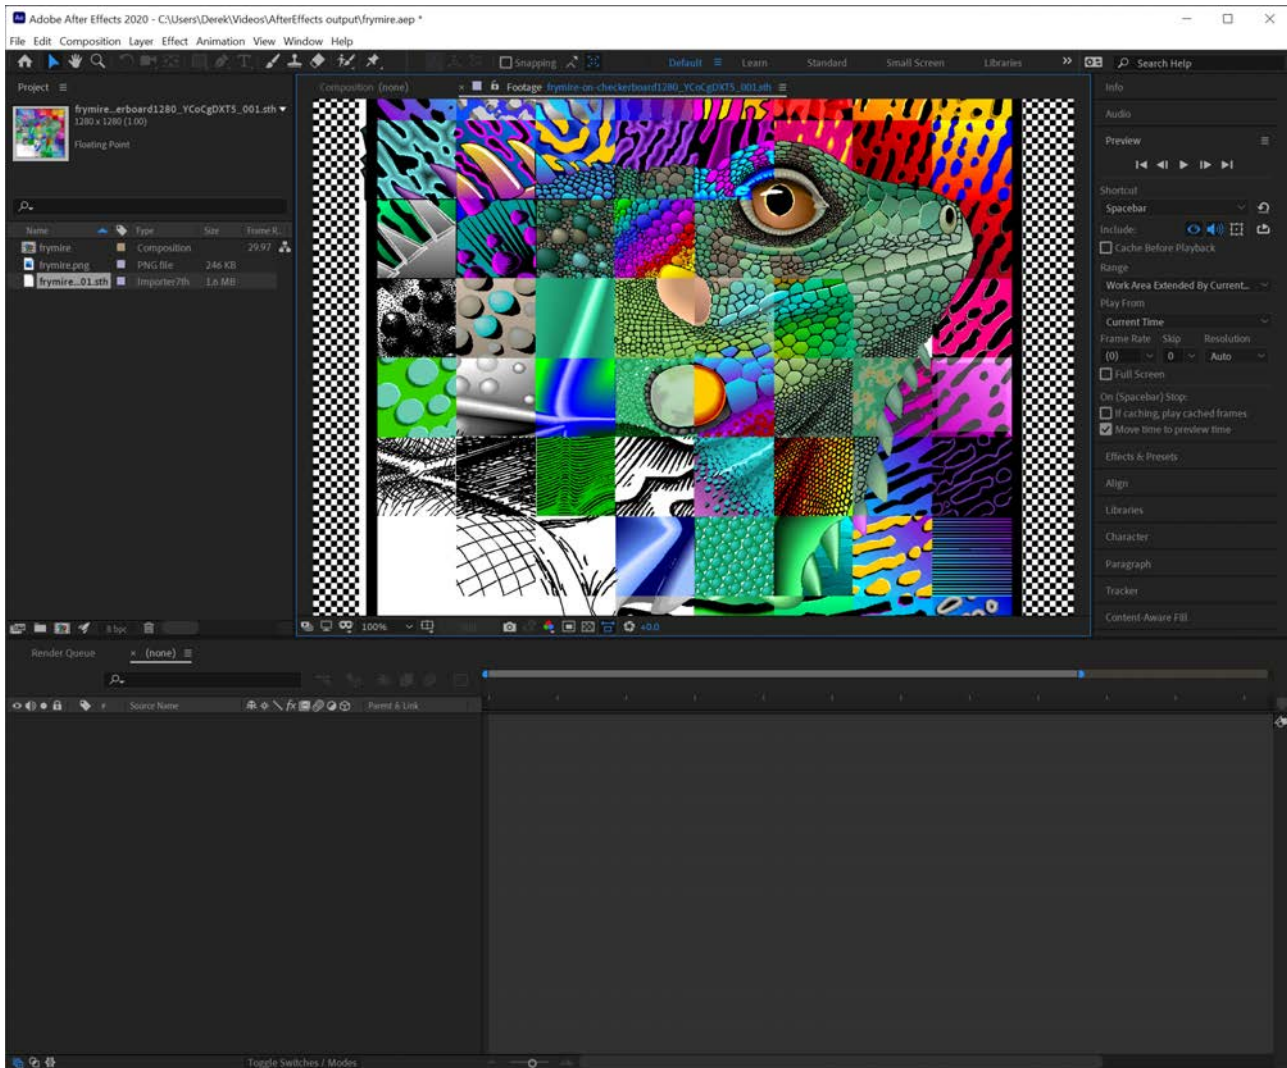 Adobe After Effects 2020 - C:\Users\Derek\Videos\AfterEffects output\frymire.aep *
File Edit Composition Layer Effect Animation View Window Help
Snapping
Default
Learn
Standard
Small Screen
Libraries
Search Help
Project
frymire...erboard1280_YCoCgDXT5_001.sth
1280 x 1280 (1.00)
Floating Point
Name Type Size Frame R...
frymire Composition 29.97
frymire.png PNG file 246 KB
frymire...01.sth Importer7th 1.6 MB
8 bpc
Composition (none)
Footage frymire-on-checkerboard1280_YCoCgDXT5_001.sth
100%
+0.0
Info
Audio
Preview
Shortcut
Spacebar
Include:
Cache Before Playback
Range
Work Area Extended By Current...
Play From
Current Time
Frame Rate Skip Resolution
(0) 0 Auto
Full Screen
On (Spacebar) Stop:
If caching, play cached frames
Move time to preview time
Effects & Presets
Align
Libraries
Character
Paragraph
Tracker
Content-Aware Fill
Render Queue
(none)
# Source Name
fx
Parent & Link
Toggle Switches / Modes